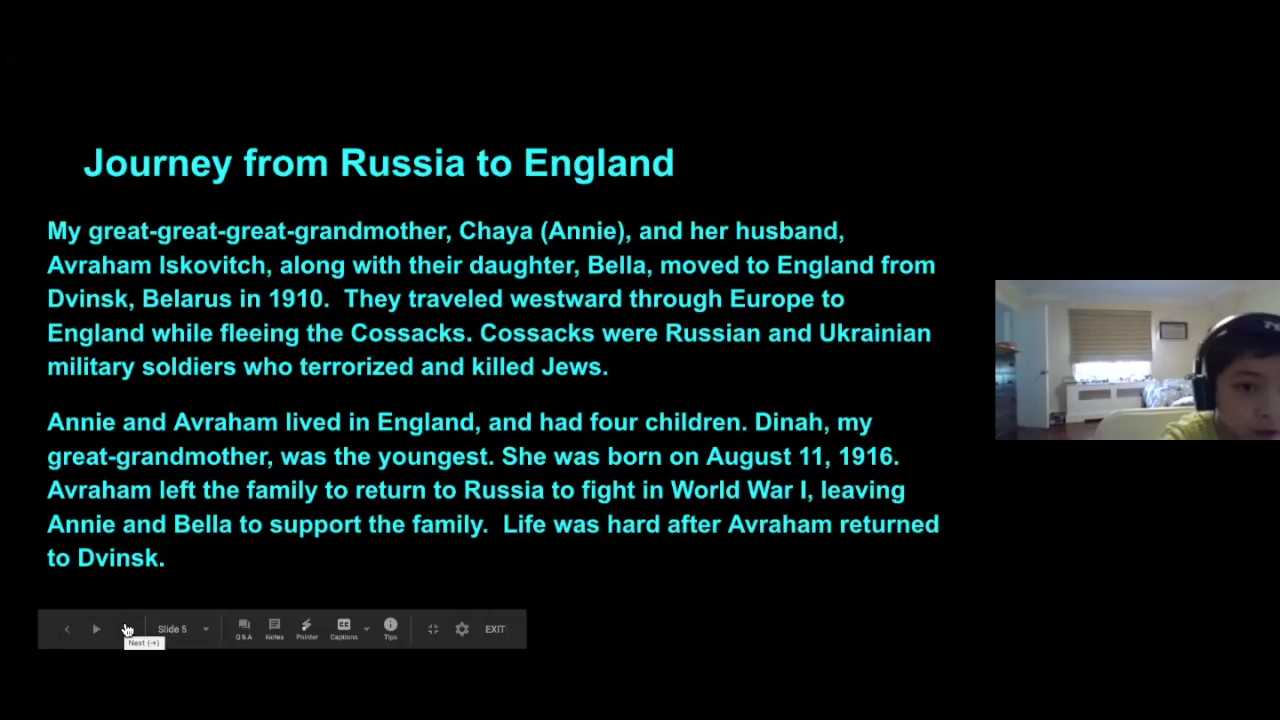 Journey from Russia to England
My great-great-great-grandmother, Chaya (Annie), and her husband,
Avraham Iskovitch, along with their daughter, Bella, moved to England from
Dvinsk, Belarus in 1910.  They traveled westward through Europe to
England while fleeing the Cossacks. Cossacks were Russian and Ukrainian
military soldiers who terrorized and killed Jews.
Annie and Avraham lived in England, and had four children. Dinah, my
great-grandmother, was the youngest. She was born on August 11, 1916.
Avraham left the family to return to Russia to fight in World War I, leaving
Annie and Bella to support the family.  Life was hard after Avraham returned
to Dvinsk.
Slide 5 Q&A Notes Pointer Captions Tips EXIT
Next (→)